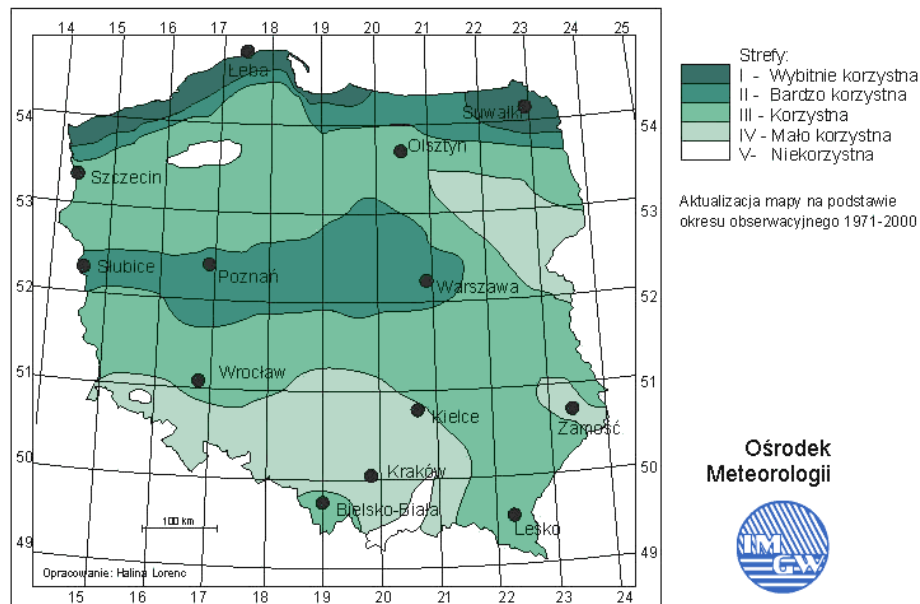 14 15 16 17 18 19 20 21 22 23 24 25
Łeba
54
Suwałki
54
Olsztyn
Szczecin
53
53
Słubice
Poznań
Warszawa
52
52
Wrocław
51
51
Kielce
Zamość
50
Kraków
50
Bielsko-Biała
Lesko
100 km
49
49
Opracowanie: Halina Lorenc
15 16 17 18 19 20 21 22 23 24
Strefy:
I - Wybitnie korzystna
II - Bardzo korzystna
III - Korzystna
IV - Mało korzystna
V- Niekorzystna
Aktualizacja mapy na podstawie
okresu obserwacyjnego 1971-2000
Ośrodek
Meteorologii
IM
GW